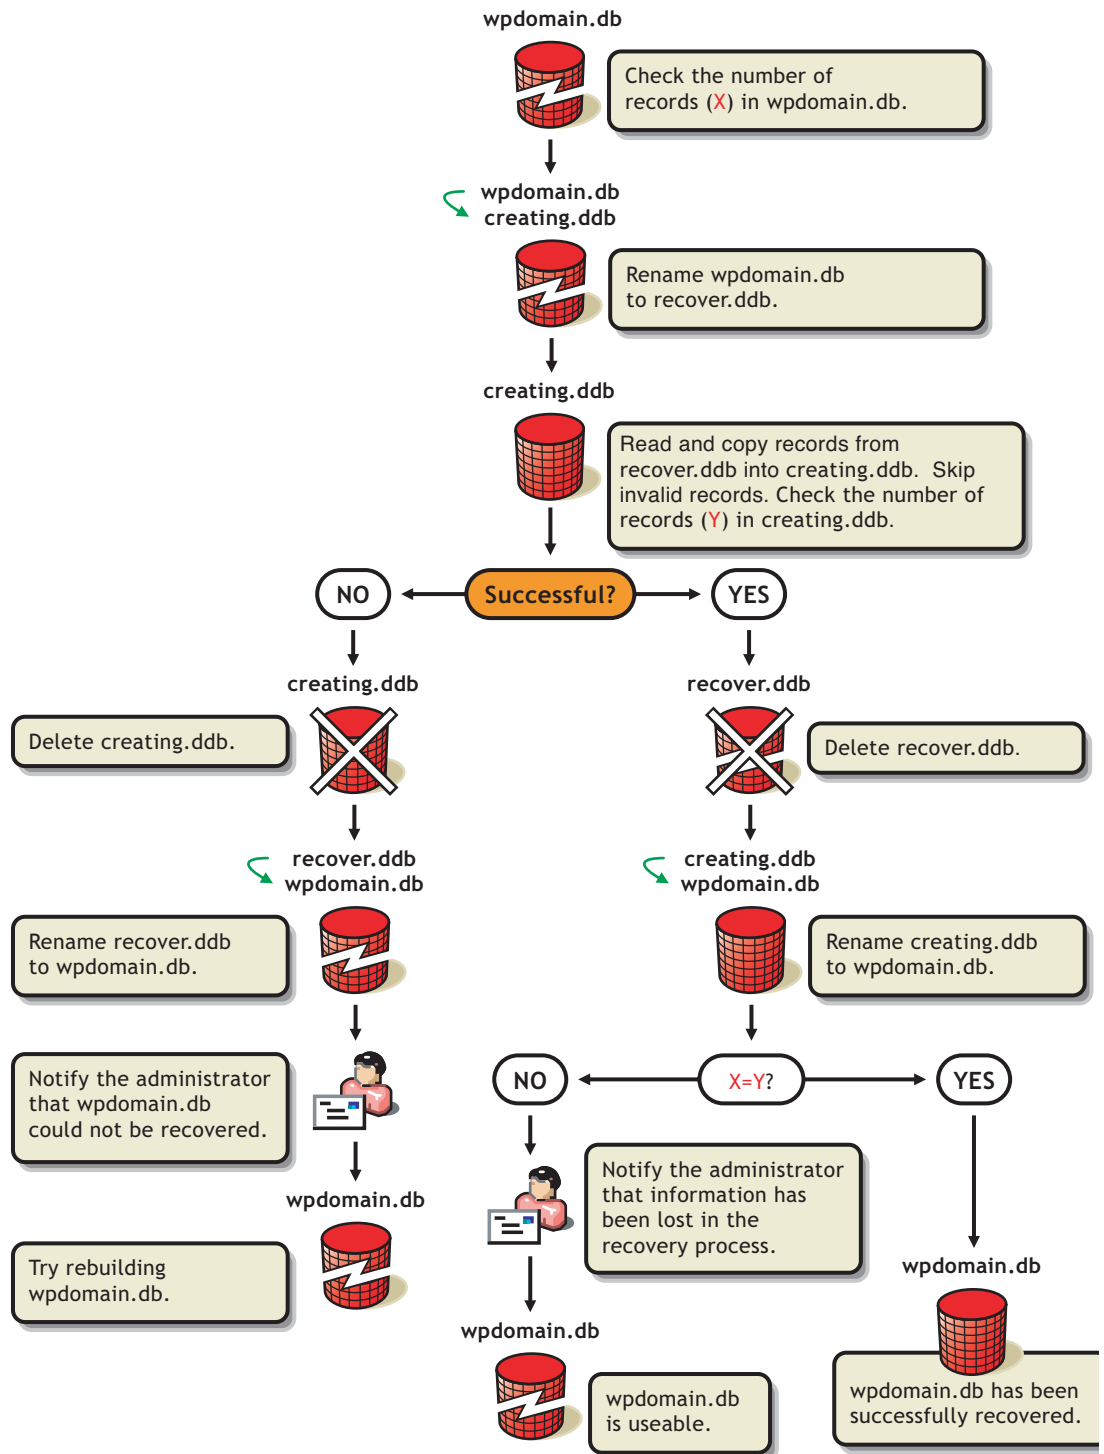 wpdomain.db
Check the number of
records (X) in wpdomain.db.
wpdomain.db
creating.ddb
Rename wpdomain.db
to recover.ddb.
creating.ddb
Read and copy records from
recover.ddb into creating.ddb. Skip
invalid records. Check the number of
records (Y) in creating.ddb.
NO
Successful?
YES
creating.ddb
Delete creating.ddb.
recover.ddb
wpdomain.db
Rename recover.ddb
to wpdomain.db.
Notify the administrator
that wpdomain.db
could not be recovered.
wpdomain.db
Try rebuilding
wpdomain.db.
recover.ddb
Delete recover.ddb.
creating.ddb
wpdomain.db
Rename creating.ddb
to wpdomain.db.
NO
X=Y?
YES
Notify the administrator
that information has
been lost in the
recovery process.
wpdomain.db
wpdomain.db
is useable.
wpdomain.db
wpdomain.db has been
successfully recovered.